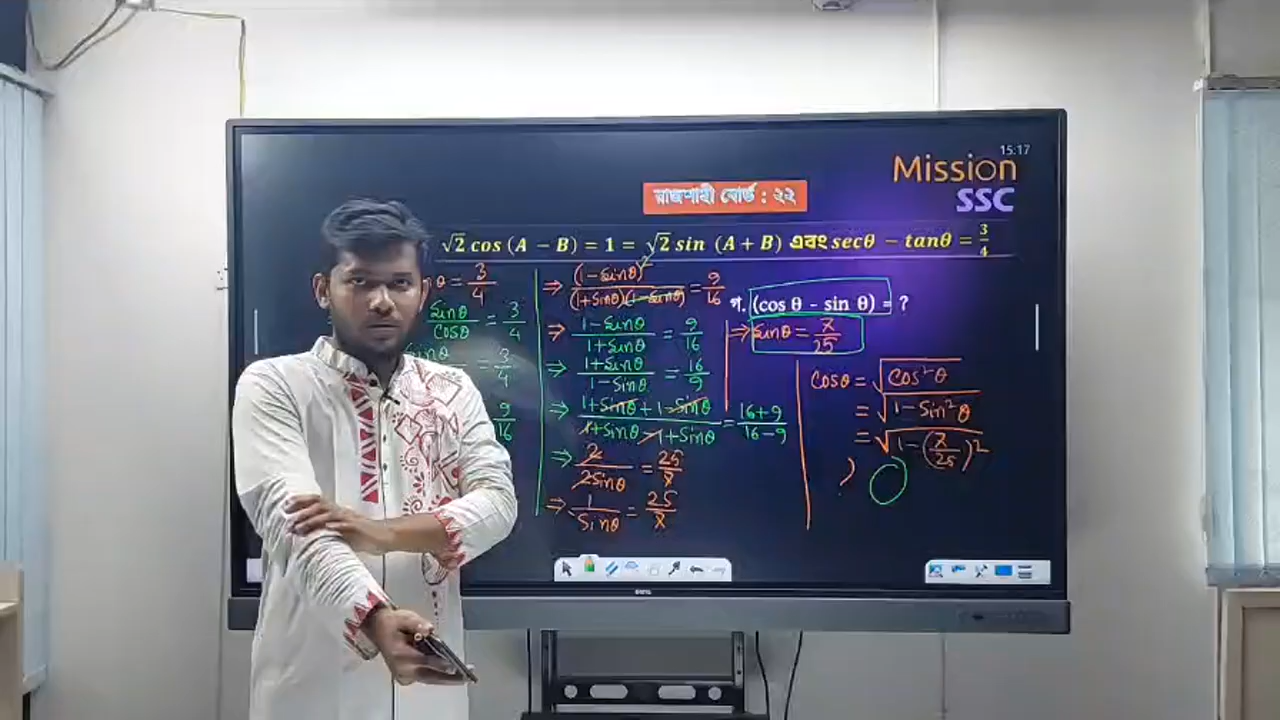 15:17
Mission
SSC
রাজশাহী বোর্ড : ২২
√2 cos (A − B) = 1 = √2 sin (A + B) এবং secθ − tanθ = 3/4
θ = 3/4
sinθ/cosθ = 3/4
sinθ = 3/4
9/16
⇒ (1-sinθ)²/(1+sinθ)(1-sinθ) = 9/16
⇒ 1-sinθ/1+sinθ = 9/16
⇒ 1+sinθ/1-sinθ = 16/9
⇒ 1+sinθ+1-sinθ/1+sinθ-1+sinθ = 16+9/16-9
⇒ 2/2sinθ = 25/7
⇒ 1/sinθ = 25/7
গ. (cos θ - sin θ) = ?
⇒ sinθ = 7/25
cosθ = √cos²θ
= √1-sin²θ
= √1-(7/25)²